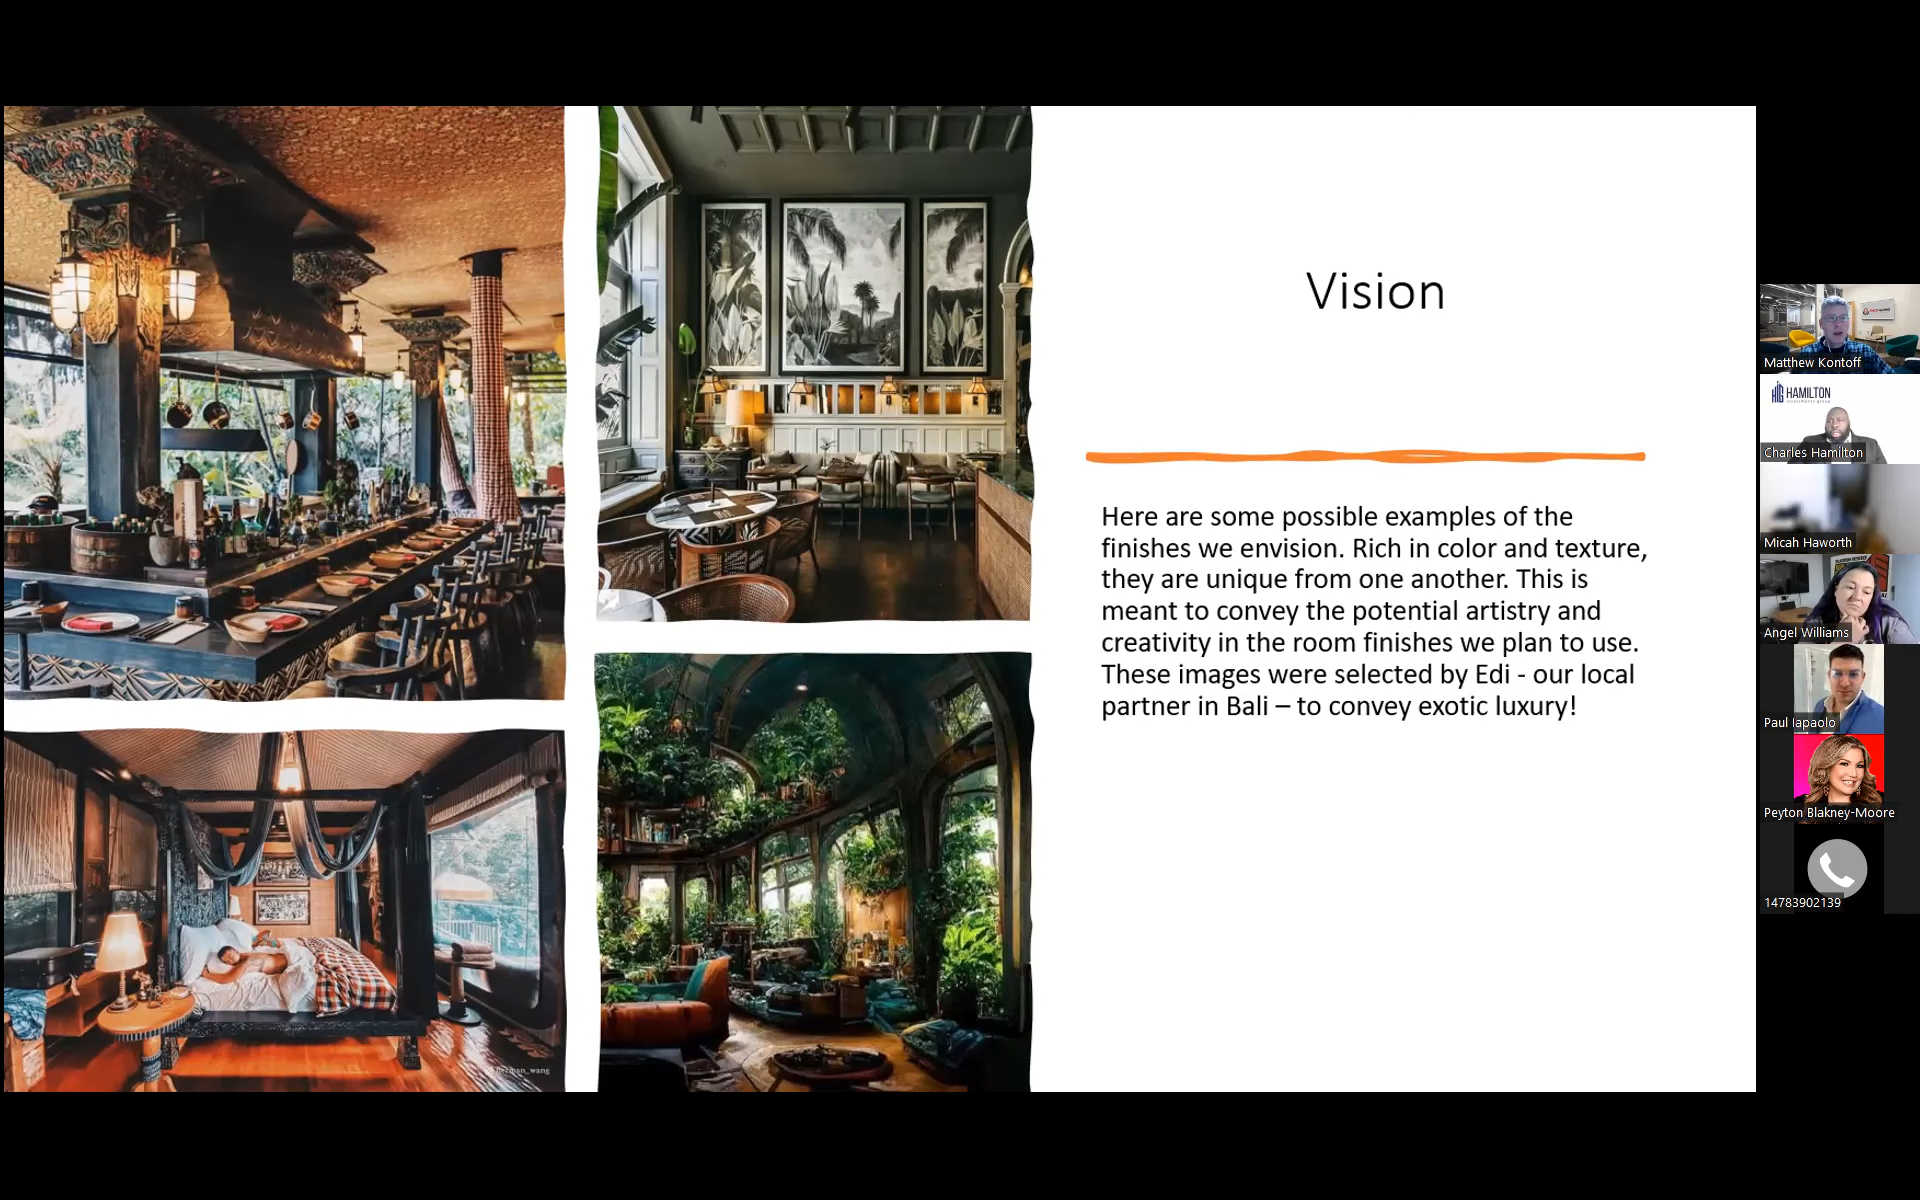 Vision
Here are some possible examples of the
finishes we envision. Rich in color and texture,
they are unique from one another. This is
meant to convey the potential artistry and
creativity in the room finishes we plan to use.
These images were selected by Edi - our local
partner in Bali – to convey exotic luxury!
Matthew Kontoff
HAMILTON
Charles Hamilton
Micah Haworth
Angel Williams
Paul Iapaolo
Peyton Blakney-Moore
14783902139